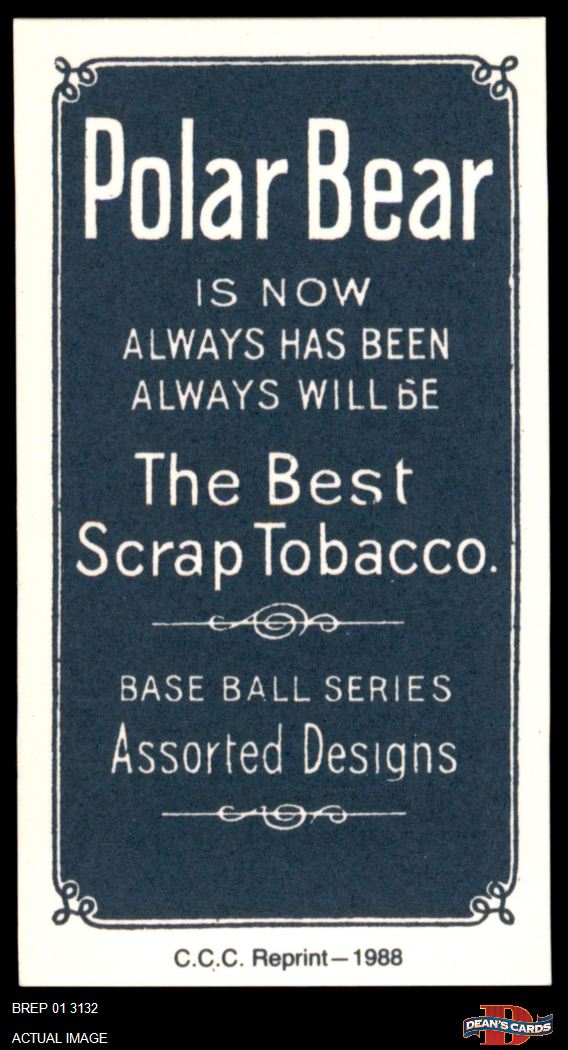 Polar Bear
IS NOW
ALWAYS HAS BEEN
ALWAYS WILL BE
The Best
Scrap Tobacco.
BASE BALL SERIES
Assorted Designs
C.C.C. Reprint—1988
BREP 01 3132
ACTUAL IMAGE
D
DEAN'S CARDS